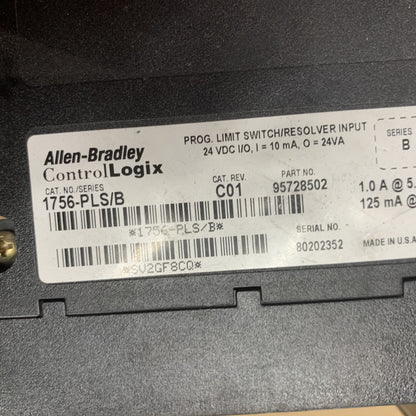 PROG. LIMIT SWITCH/RESOLVER INPUT
24 VDC I/O, I = 10 mA, O = 24VA
SERIES
B
Allen-Bradley
ControlLogix
CAT. NO./SERIES
1756-PLS/B
CAT. REV.
C01
PART NO.
95728502
1.0 A @ 5.
125 mA @
*1756-PLS/B*
SERIAL NO.
80202352
MADE IN U.S.A
*SV2GF8CQ*